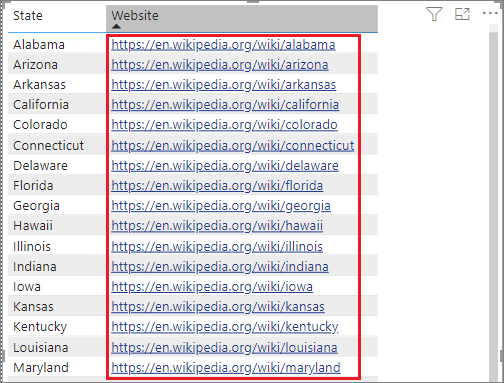 State Website
Alabama https://en.wikipedia.org/wiki/alabama
Arizona https://en.wikipedia.org/wiki/arizona
Arkansas https://en.wikipedia.org/wiki/arkansas
California https://en.wikipedia.org/wiki/california
Colorado https://en.wikipedia.org/wiki/colorado
Connecticut https://en.wikipedia.org/wiki/connecticut
Delaware https://en.wikipedia.org/wiki/delaware
Florida https://en.wikipedia.org/wiki/florida
Georgia https://en.wikipedia.org/wiki/georgia
Hawaii https://en.wikipedia.org/wiki/hawaii
Illinois https://en.wikipedia.org/wiki/illinois
Indiana https://en.wikipedia.org/wiki/indiana
Iowa https://en.wikipedia.org/wiki/iowa
Kansas https://en.wikipedia.org/wiki/kansas
Kentucky https://en.wikipedia.org/wiki/kentucky
Louisiana https://en.wikipedia.org/wiki/louisiana
Maryland https://en.wikipedia.org/wiki/maryland